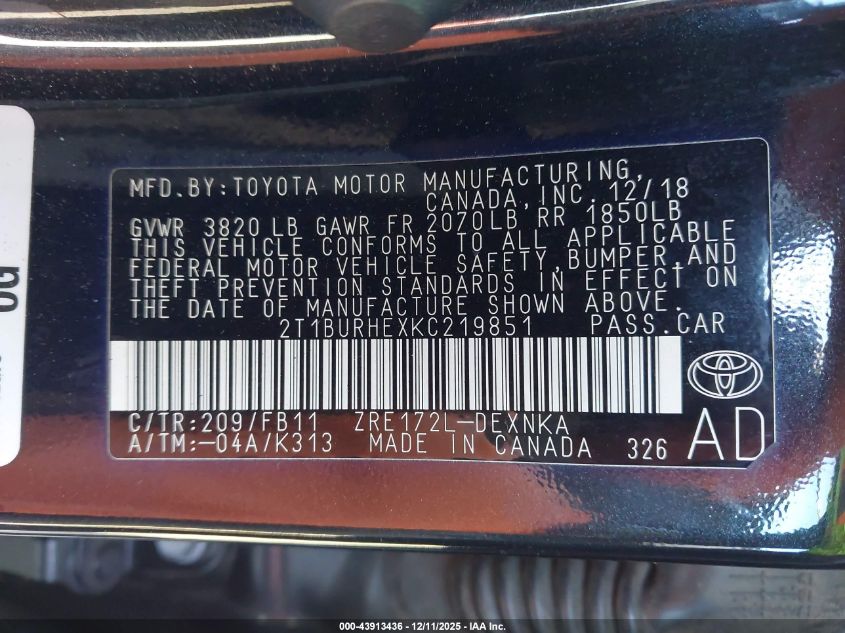 MFD.BY:TOYOTA MOTOR MANUFACTURING,
CANADA,INC. 12/18
GVWR 3820 LB GAWR FR 2070LB RR 1850LB
THIS VEHICLE CONFORMS TO ALL APPLICABLE
FEDERAL MOTOR VEHICLE SAFETY,BUMPER,AND
THEFT PREVENTION STANDARDS IN EFFECT ON
THE DATE OF MANUFACTURE SHOWN ABOVE.
2T1BURHEXKC219851 PASS.CAR
C/TR:209/FB11 ZRE172L-DEXNKA
A/TM:-04A/K313 MADE IN CANADA 326 AD
000-43913436 - 12/11/2025 - IAA Inc.